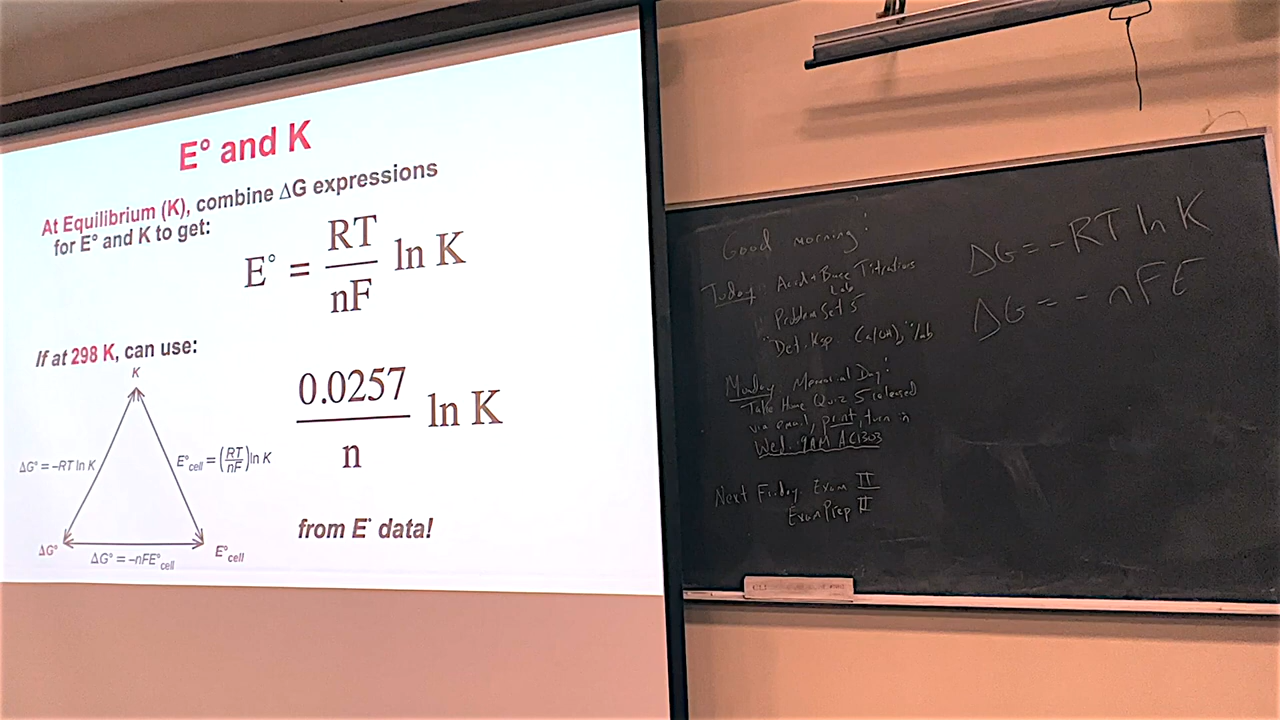 E° and K
At Equilibrium (K), combine ΔG expressions
for E° and K to get:
E° = RT/nF ln K
If at 298 K, can use:
0.0257/n ln K
K
ΔG° = –RT ln K
E°cell = (RT/nF) ln K
ΔG°
ΔG° = –nFE°cell
E°cell
from E° data!
Good morning!
Today: Acid + Base Titrations
Lab
" Problem Set 5
"Det. Ksp Ca(OH)2" Lab
Monday Memorial Day!
Take Home Quiz 5 released
via email, print, turn in
Wed. 9AM AC1303
Next Friday. Exam II
Exam Prep II
ΔG = -RT ln K
ΔG = - nFE